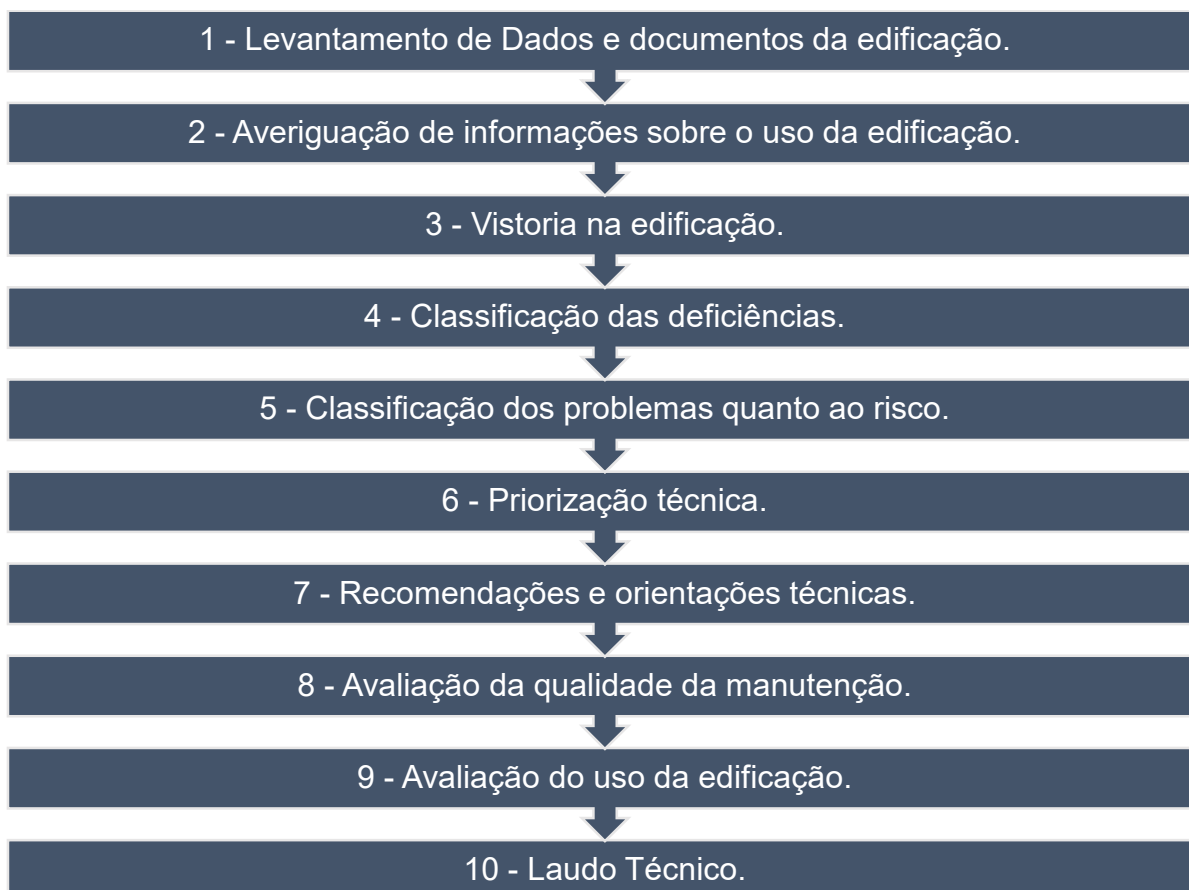 1 - Levantamento de Dados e documentos da edificação.
2 - Averiguação de informações sobre o uso da edificação.
3 - Vistoria na edificação.
4 - Classificação das deficiências.
5 - Classificação dos problemas quanto ao risco.
6 - Priorização técnica.
7 - Recomendações e orientações técnicas.
8 - Avaliação da qualidade da manutenção.
9 - Avaliação do uso da edificação.
10 - Laudo Técnico.